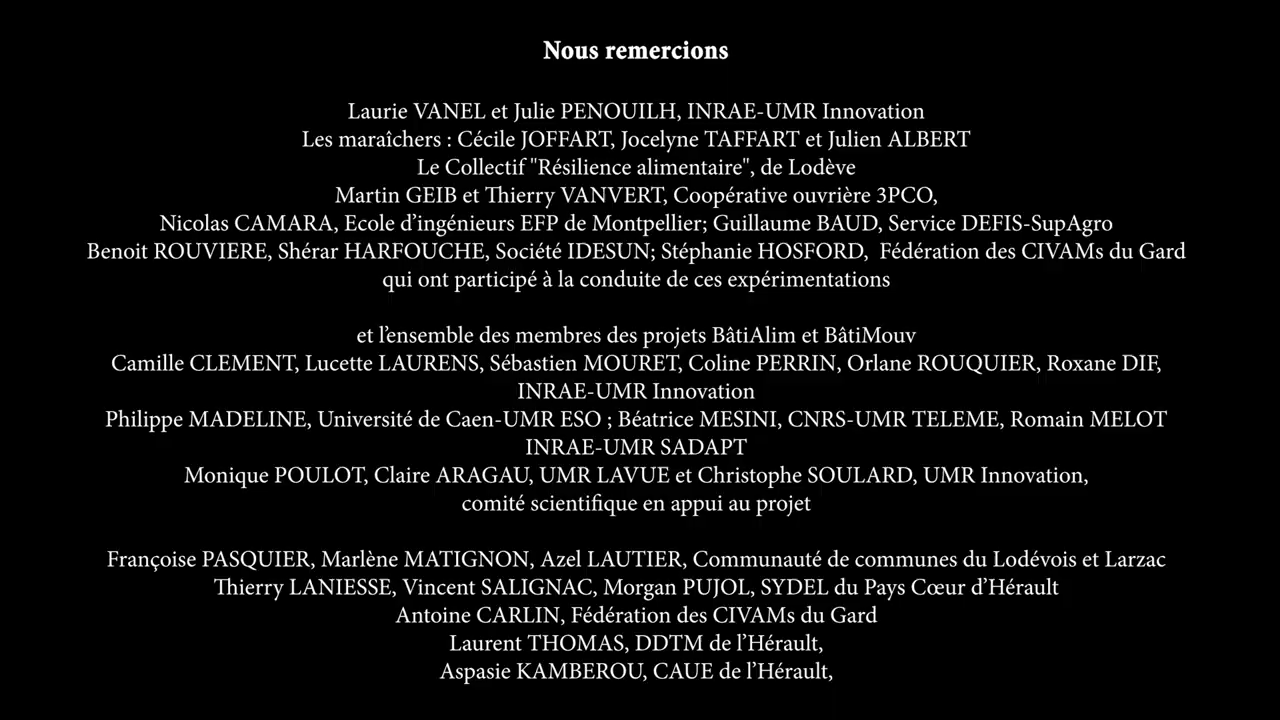 Nous remercions
Laurie VANEL et Julie PENOUILH, INRAE-UMR Innovation
Les maraîchers : Cécile JOFFART, Jocelyne TAFFART et Julien ALBERT
Le Collectif "Résilience alimentaire", de Lodève
Martin GEIB et Thierry VANVERT, Coopérative ouvrière 3PCO,
Nicolas CAMARA, Ecole d’ingénieurs EFP de Montpellier; Guillaume BAUD, Service DEFIS-SupAgro
Benoit ROUVIERE, Shérar HARFOUCHE, Société IDESUN; Stéphanie HOSFORD,  Fédération des CIVAMs du Gard
qui ont participé à la conduite de ces expérimentations
et l’ensemble des membres des projets BâtiAlim et BâtiMouv
Camille CLEMENT, Lucette LAURENS, Sébastien MOURET, Coline PERRIN, Orlane ROUQUIER, Roxane DIF,
INRAE-UMR Innovation
Philippe MADELINE, Université de Caen-UMR ESO ; Béatrice MESINI, CNRS-UMR TELEME, Romain MELOT
INRAE-UMR SADAPT
Monique POULOT, Claire ARAGAU, UMR LAVUE et Christophe SOULARD, UMR Innovation,
comité scientifique en appui au projet
Françoise PASQUIER, Marlène MATIGNON, Azel LAUTIER, Communauté de communes du Lodévois et Larzac
Thierry LANIESSE, Vincent SALIGNAC, Morgan PUJOL, SYDEL du Pays Cœur d’Hérault
Antoine CARLIN, Fédération des CIVAMs du Gard
Laurent THOMAS, DDTM de l’Hérault,
Aspasie KAMBEROU, CAUE de l’Hérault,